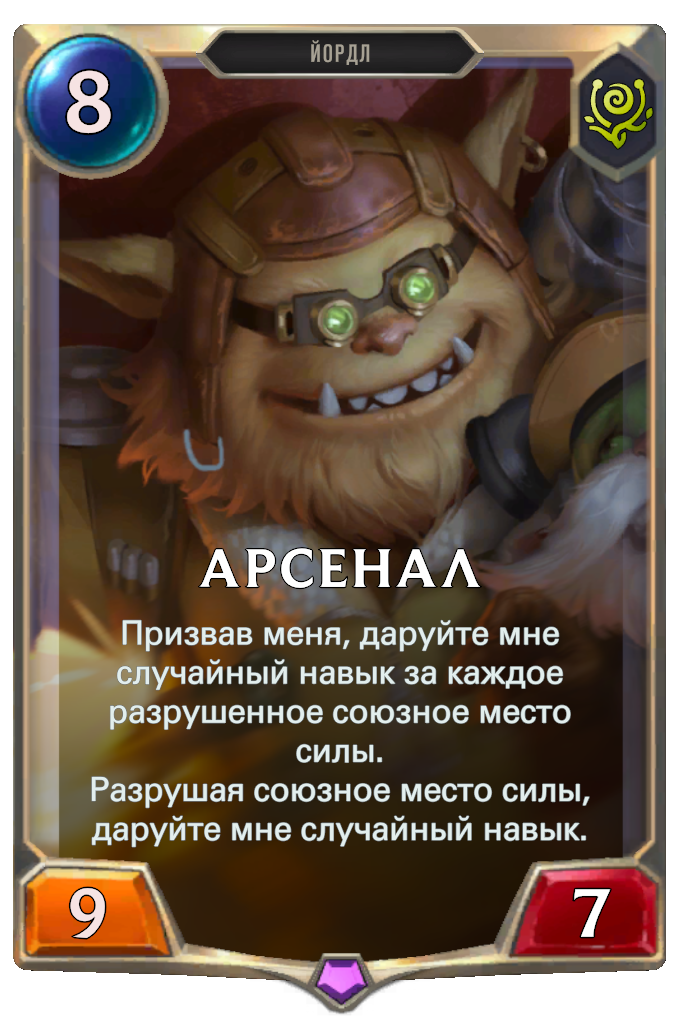 ЙОРДЛ
8
АРСЕНАЛ
Призвав меня, даруйте мне
случайный навык за каждое
разрушенное союзное место
силы.
Разрушая союзное место силы,
даруйте мне случайный навык.
9
7